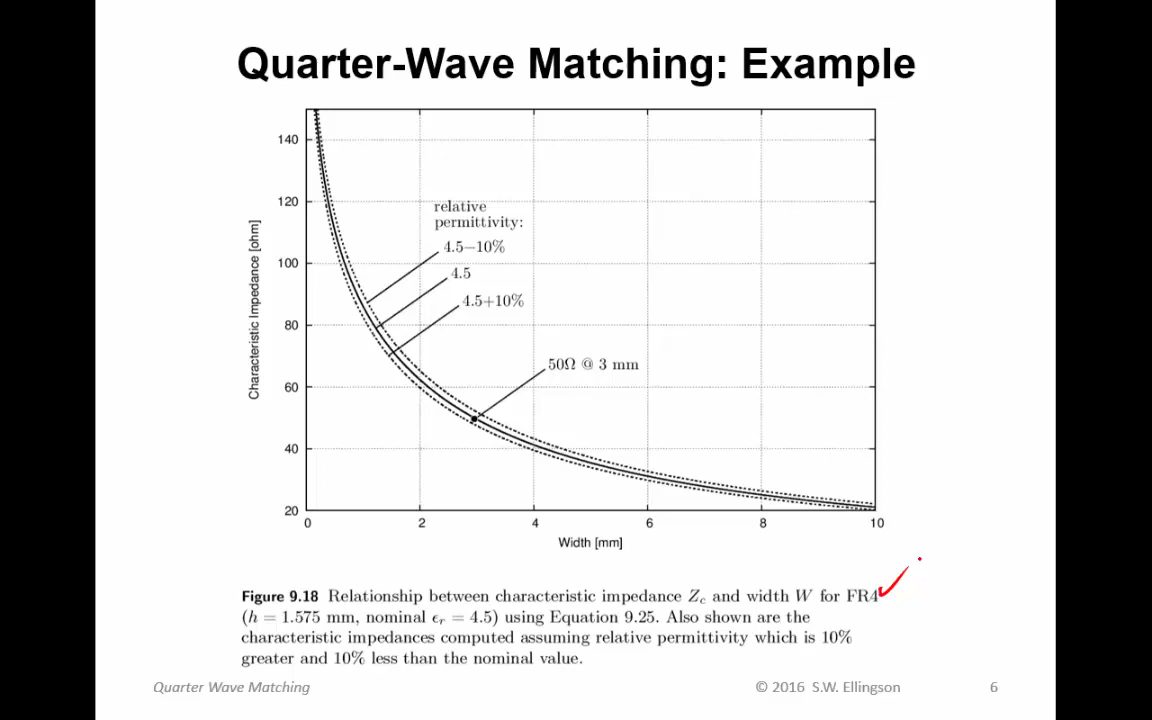 Quarter-Wave Matching: Example
140
120
100
80
60
40
20
Characteristic Impedance [ohm]
relative
permittivity:
4.5−10%
4.5
4.5+10%
50Ω @ 3 mm
0 2 4 6 8 10
Width [mm]
Figure 9.18 Relationship between characteristic impedance Zc and width W for FR4
(h = 1.575 mm, nominal ϵr = 4.5) using Equation 9.25. Also shown are the
characteristic impedances computed assuming relative permittivity which is 10%
greater and 10% less than the nominal value.
Quarter Wave Matching © 2016 S.W. Ellingson 6